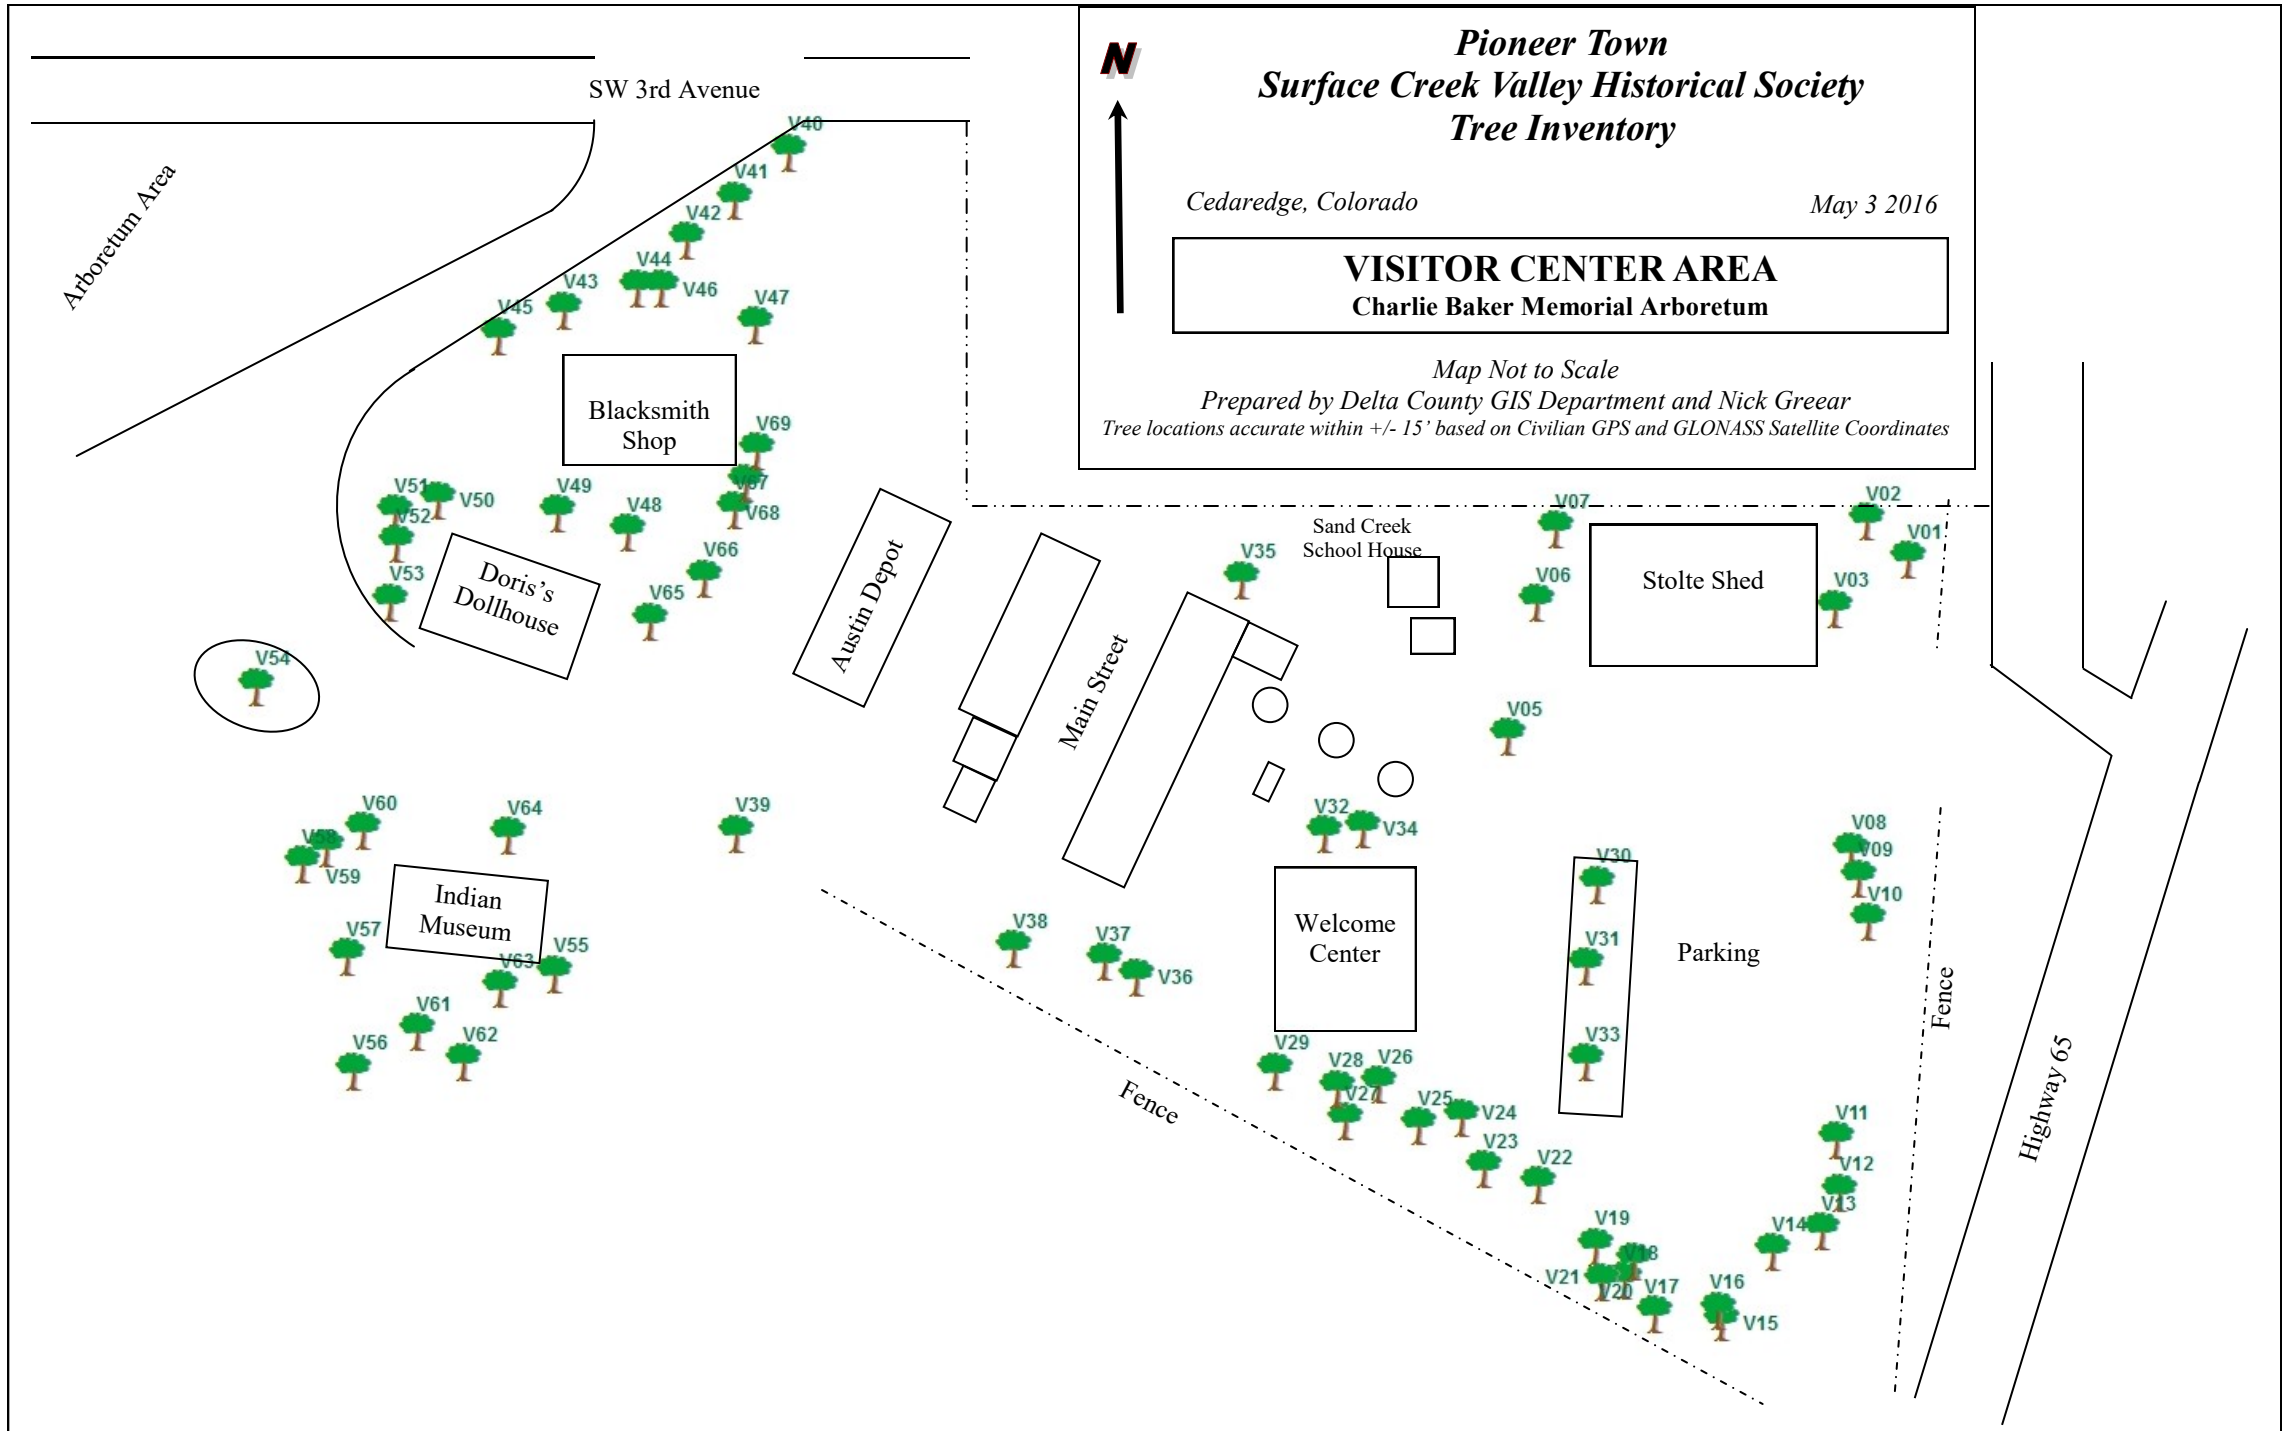 Pioneer Town
Surface Creek Valley Historical Society
Tree Inventory
N
Cedaredge, Colorado
May 3 2016
VISITOR CENTER AREA
Charlie Baker Memorial Arboretum
Map Not to Scale
Prepared by Delta County GIS Department and Nick Greear
Tree locations accurate within +/- 15’ based on Civilian GPS and GLONASS Satellite Coordinates
SW 3rd Avenue
Arboretum Area
V40
V41
V42
V44
V43
V46
V45
V47
Blacksmith
Shop
V69
V67
V68
V51
V50
V49
V48
V52
V66
V53
V65
Doris’s
Dollhouse
Austin Depot
Main Street
V54
V35
Sand Creek
School House
V07
V06
Stolte Shed
V02
V01
V03
V05
V60
V64
V39
V58
V59
Indian
Museum
V57
V55
V63
V61
V62
V56
V38
V37
V36
V32
V34
Welcome
Center
V30
V31
V33
Parking
V08
V09
V10
Fence
Highway 65
Fence
V29
V28
V26
V27
V25
V24
V23
V22
V11
V12
V13
V14
V19
V18
V21
V20
V17
V16
V15